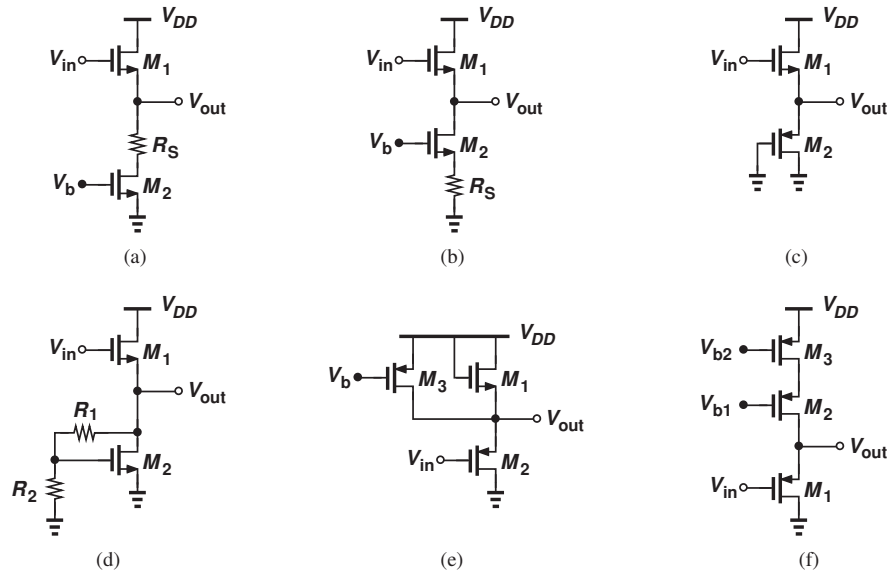 V_DD
V_in
M_1
V_out
R_S
V_b
M_2
(a)
V_DD
V_in
M_1
V_out
V_b
M_2
R_S
(b)
V_DD
V_in
M_1
V_out
M_2
(c)
V_DD
V_in
M_1
V_out
R_1
M_2
R_2
(d)
V_DD
V_b
M_3
M_1
V_out
V_in
M_2
(e)
V_DD
V_b2
M_3
V_b1
M_2
V_out
V_in
M_1
(f)